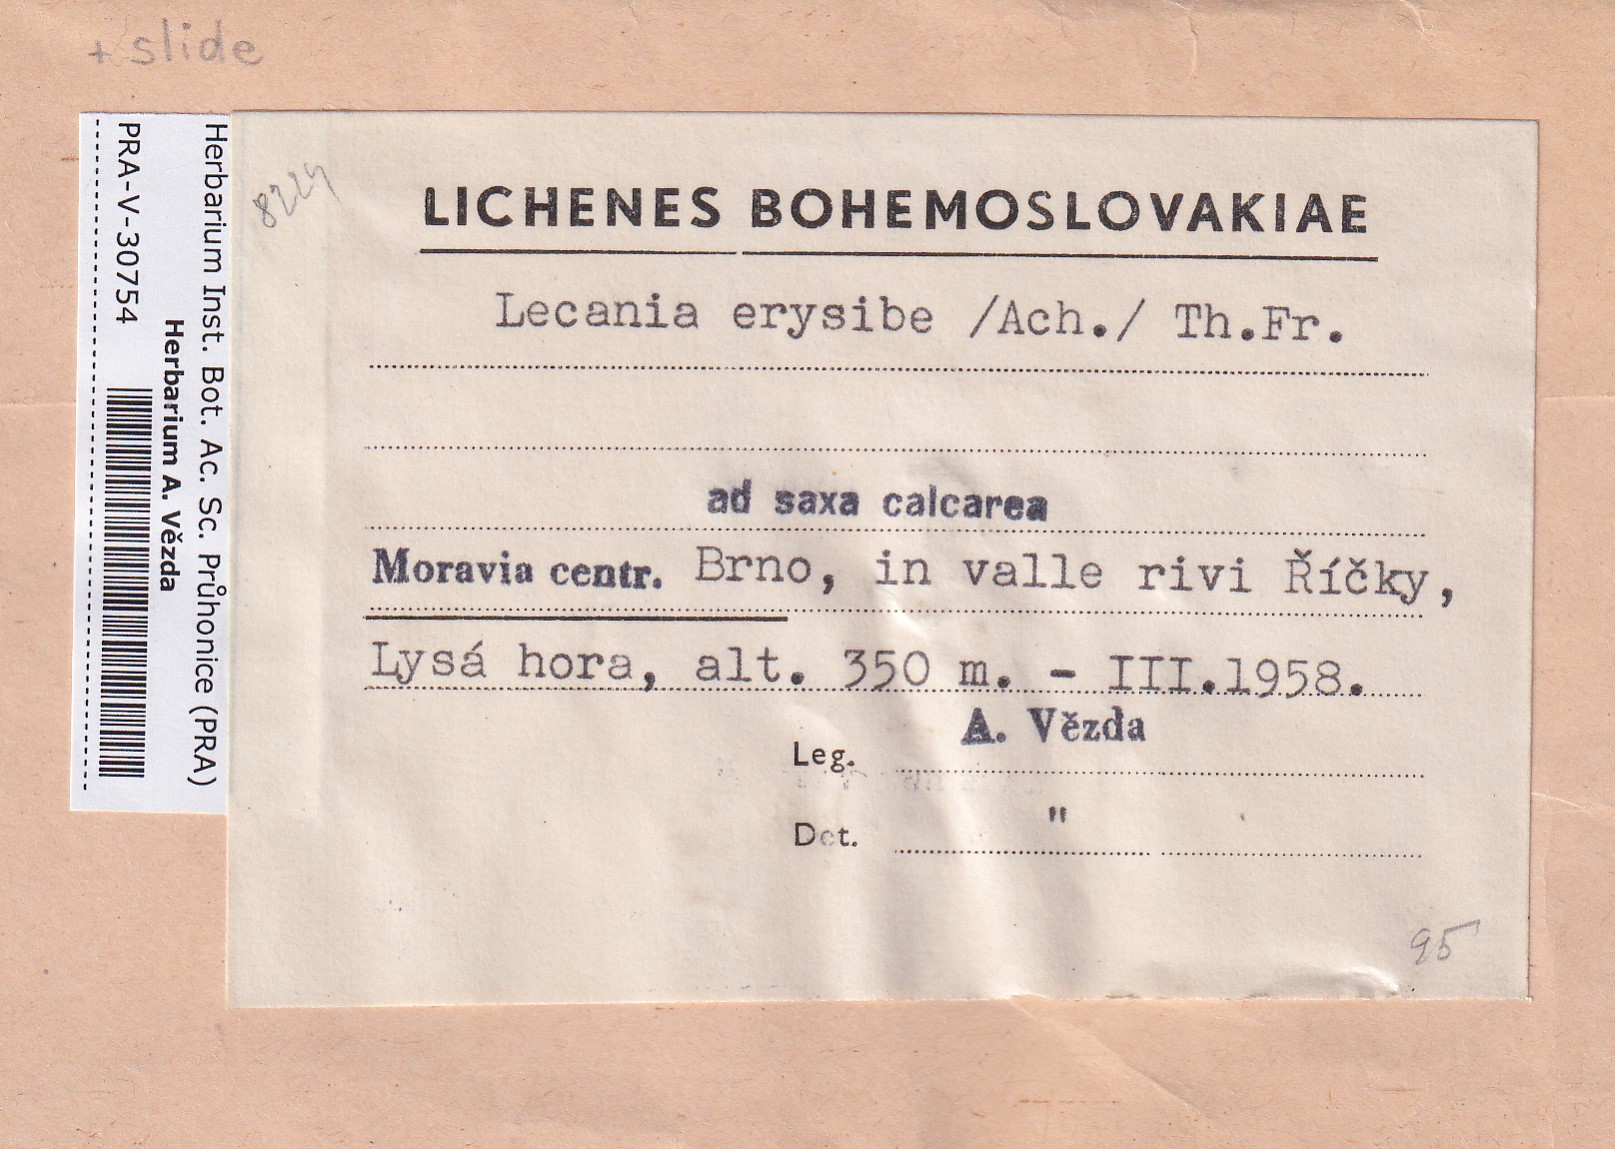 + slide
Herbarium Inst. Bot. Ac. Sc. Průhonice (PRA)
Herbarium A. Vězda
PRA-V-30754
8224
LICHENES BOHEMOSLOVAKIAE
Lecania erysibe /Ach./ Th.Fr.
ad saxa calcarea
Moravia centr. Brno, in valle rivi Říčky,
Lysá hora, alt. 350 m. - III.1958.
A. Vězda
Leg.
Det. "
95